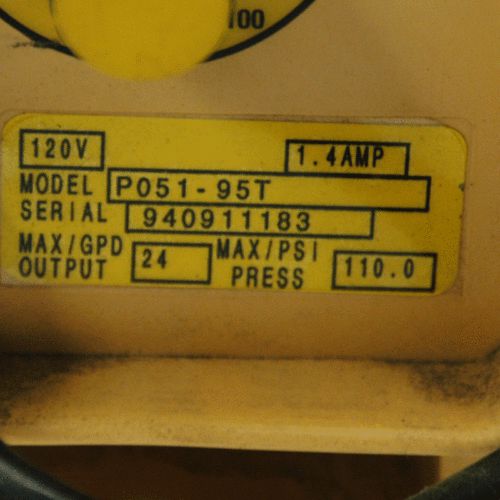 100
120V 1.4AMP
MODEL P051-95T
SERIAL 940911183
MAX/GPD OUTPUT 24 MAX/PSI PRESS 110.0